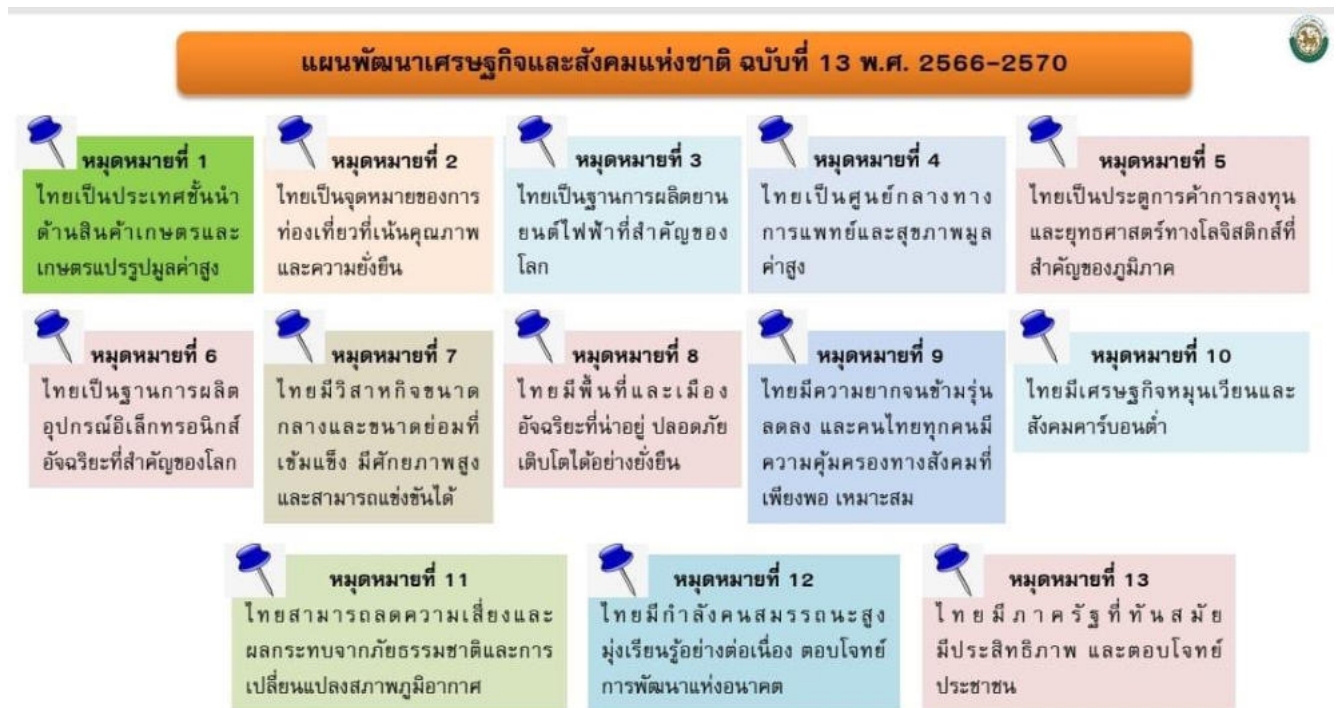 แผนพัฒนาเศรษฐกิจและสังคมแห่งชาติ ฉบับที่ 13 พ.ศ. 2566-2570
หมุดหมายที่ 1
ไทยเป็นประเทศชั้นนำ
ด้านสินค้าเกษตรและ
เกษตรแปรรูปมูลค่าสูง
หมุดหมายที่ 2
ไทยเป็นจุดหมายของการ
ท่องเที่ยวที่เน้นคุณภาพ
และความยั่งยืน
หมุดหมายที่ 3
ไทยเป็นฐานการผลิตยาน
ยนต์ไฟฟ้าที่สำคัญของ
โลก
หมุดหมายที่ 4
ไทยเป็นศูนย์กลางทาง
การแพทย์และสุขภาพมูล
ค่าสูง
หมุดหมายที่ 5
ไทยเป็นประตูการค้าการลงทุน
และยุทธศาสตร์ทางโลจิสติกส์ที่
สำคัญของภูมิภาค
หมุดหมายที่ 6
ไทยเป็นฐานการผลิต
อุปกรณ์อิเล็กทรอนิกส์
อัจฉริยะที่สำคัญของโลก
หมุดหมายที่ 7
ไทยมีวิสาหกิจขนาด
กลางและขนาดย่อมที่
เข้มแข็ง มีศักยภาพสูง
และสามารถแข่งขันได้
หมุดหมายที่ 8
ไทยมีพื้นที่และเมือง
อัจฉริยะที่น่าอยู่ ปลอดภัย
เติบโตได้อย่างยั่งยืน
หมุดหมายที่ 9
ไทยมีความยากจนข้ามรุ่น
ลดลง และคนไทยทุกคนมี
ความคุ้มครองทางสังคมที่
เพียงพอ เหมาะสม
หมุดหมายที่ 10
ไทยมีเศรษฐกิจหมุนเวียนและ
สังคมคาร์บอนต่ำ
หมุดหมายที่ 11
ไทยสามารถลดความเสี่ยงและ
ผลกระทบจากภัยธรรมชาติและการ
เปลี่ยนแปลงสภาพภูมิอากาศ
หมุดหมายที่ 12
ไทยมีกำลังคนสมรรถนะสูง
มุ่งเรียนรู้อย่างต่อเนื่อง ตอบโจทย์
การพัฒนาแห่งอนาคต
หมุดหมายที่ 13
ไทยมีภาครัฐที่ทันสมัย
มีประสิทธิภาพ และตอบโจทย์
ประชาชน